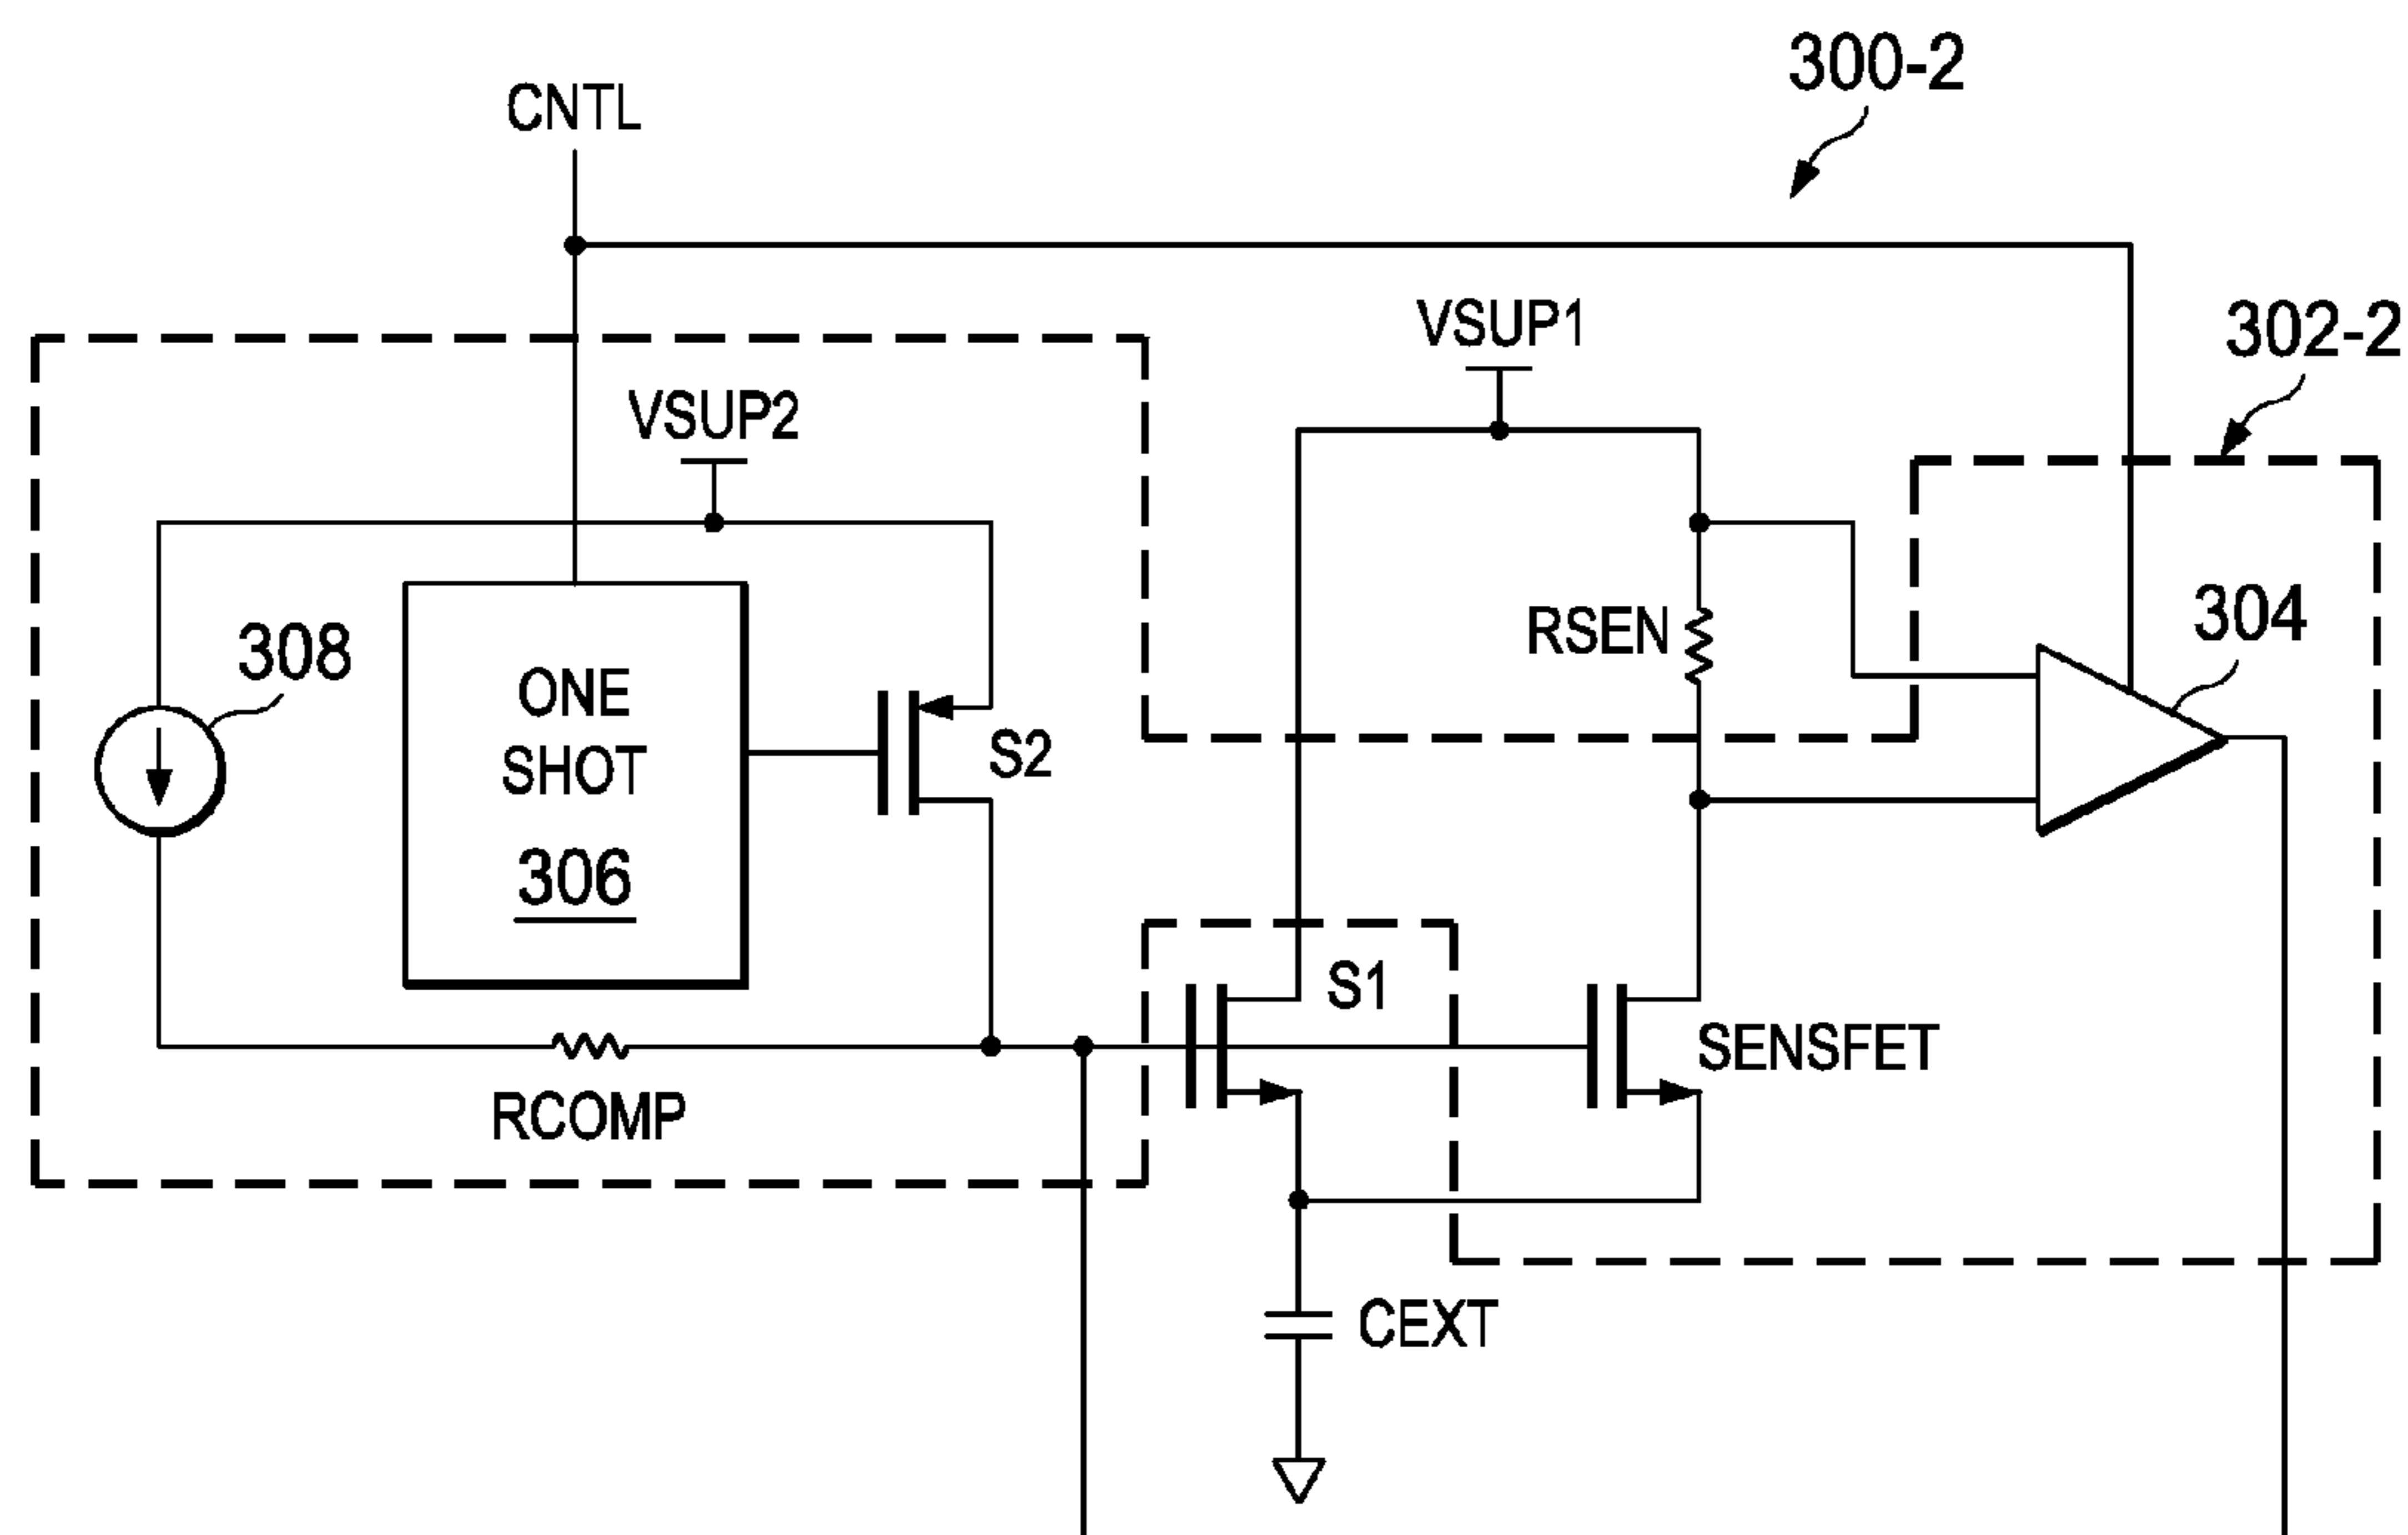 300-2
CNTL
VSUP1
302-2
VSUP2
304
RSEN
308
ONE
SHOT
S2
306
S1
SENSFET
RCOMP
CEXT